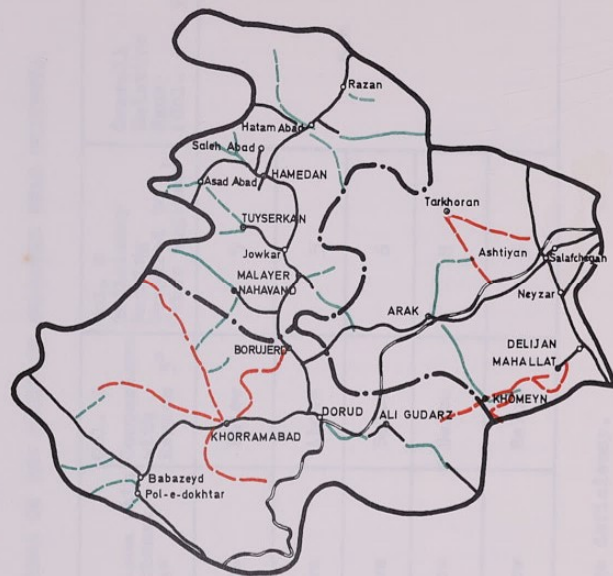 Razan
Hatam Abad
Saleh Abad
Asad Abad
HAMEDAN
Tarkhoran
TUYSERKAN
Ashtiyan
Salafchegan
Jowkar
MALAYER
NAHAVAND
Neyzar
ARAK
DELIJAN
MAHALLAT
BORUJERD
KHOMEYN
DORUD
ALI GUDARZ
KHORRAMABAD
Babazeyd
Pol-e-dokhtar